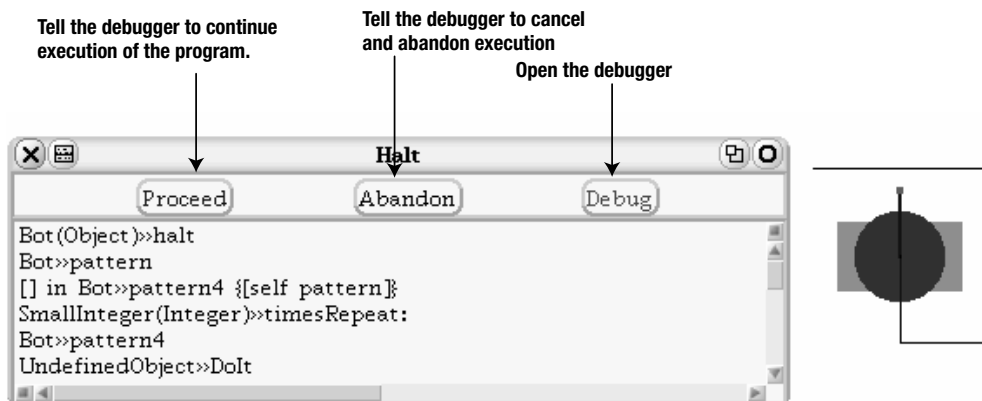 Tell the debugger to continue
execution of the program.
Tell the debugger to cancel
and abandon execution
Open the debugger
Halt
Proceed
Abandon
Debug
Bot(Object)»halt
Bot»pattern
[] in Bot»pattern4 {[self pattern]}
SmallInteger(Integer)»timesRepeat:
Bot»pattern4
UndefinedObject»DoIt